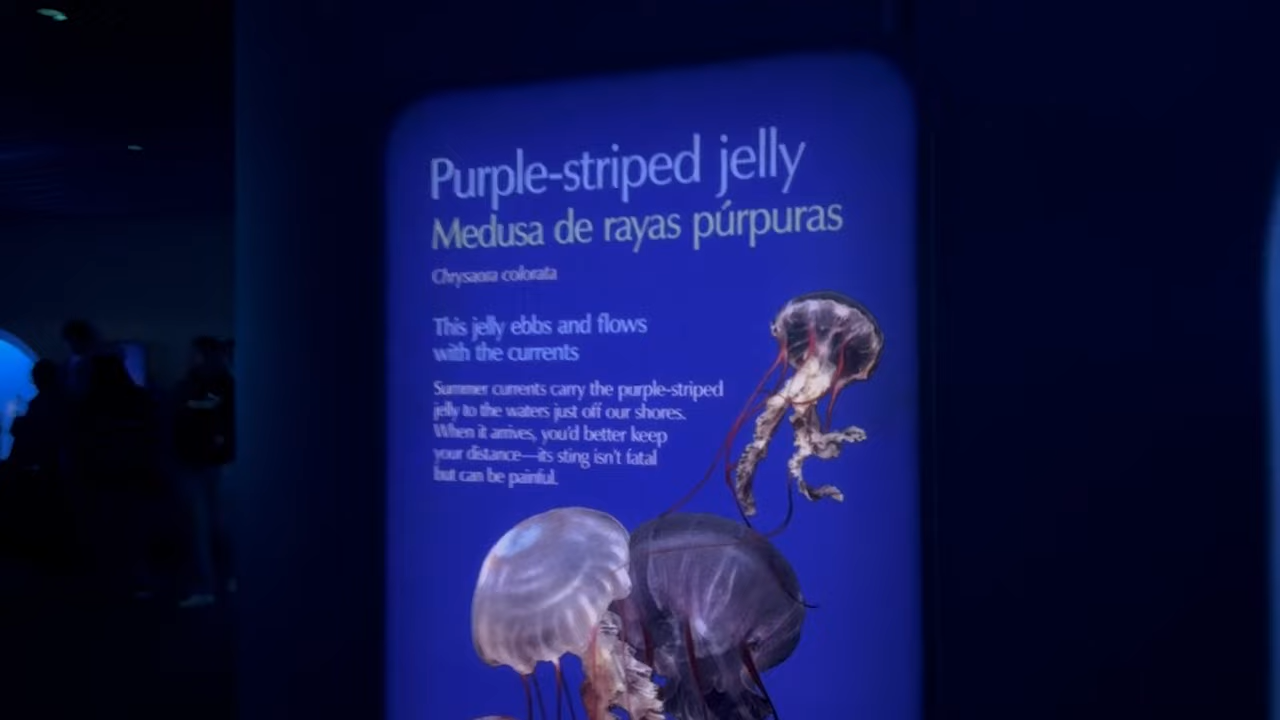 Purple-striped jelly
Medusa de rayas púrpuras
Chrysaora colorata
This jelly ebbs and flows
with the currents
Summer currents carry the purple-striped
jelly to the waters just off our shores.
When it arrives, you'd better keep
your distance—its sting isn't fatal
but can be painful.